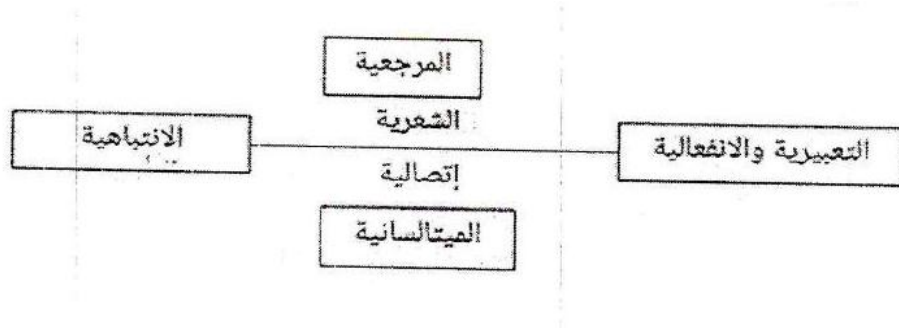 المرجعية
الشعرية
التعبيرية والانفعالية
الانتباهية
إتصالية
الميتالسانية